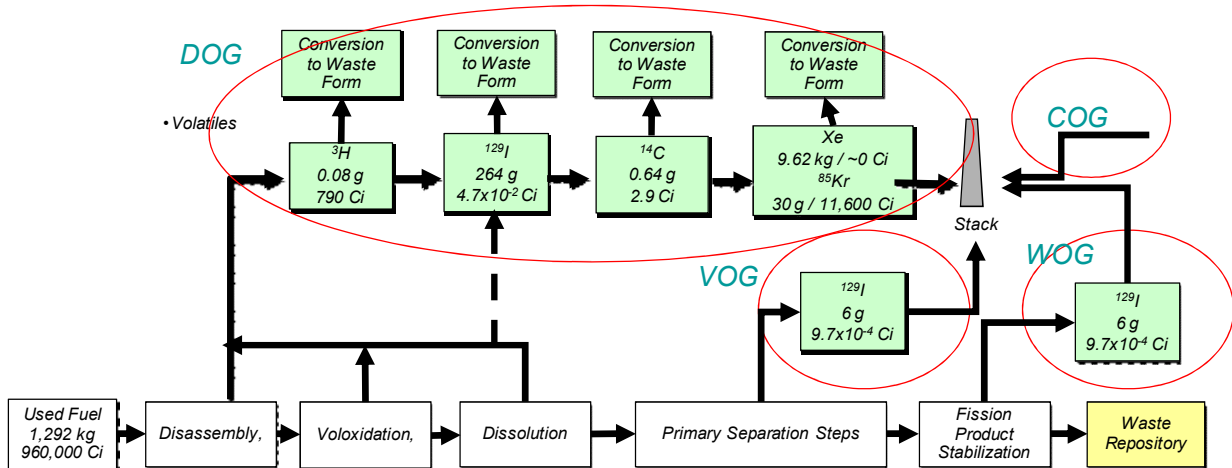 DOG
Conversion
to Waste
Form
Conversion
to Waste
Form
Conversion
to Waste
Form
Conversion
to Waste
Form
COG
• Volatiles
³H
0.08 g
790 Ci
¹²⁹I
264 g
4.7x10⁻² Ci
¹⁴C
0.64 g
2.9 Ci
Xe
9.62 kg / ~0 Ci
⁸⁵Kr
30 g / 11,600 Ci
Stack
VOG
¹²⁹I
6 g
9.7x10⁻⁴ Ci
WOG
¹²⁹I
6 g
9.7x10⁻⁴ Ci
Used Fuel
1,292 kg
960,000 Ci
Disassembly,
Voloxidation,
Dissolution
Primary Separation Steps
Fission
Product
Stabilization
Waste
Repository